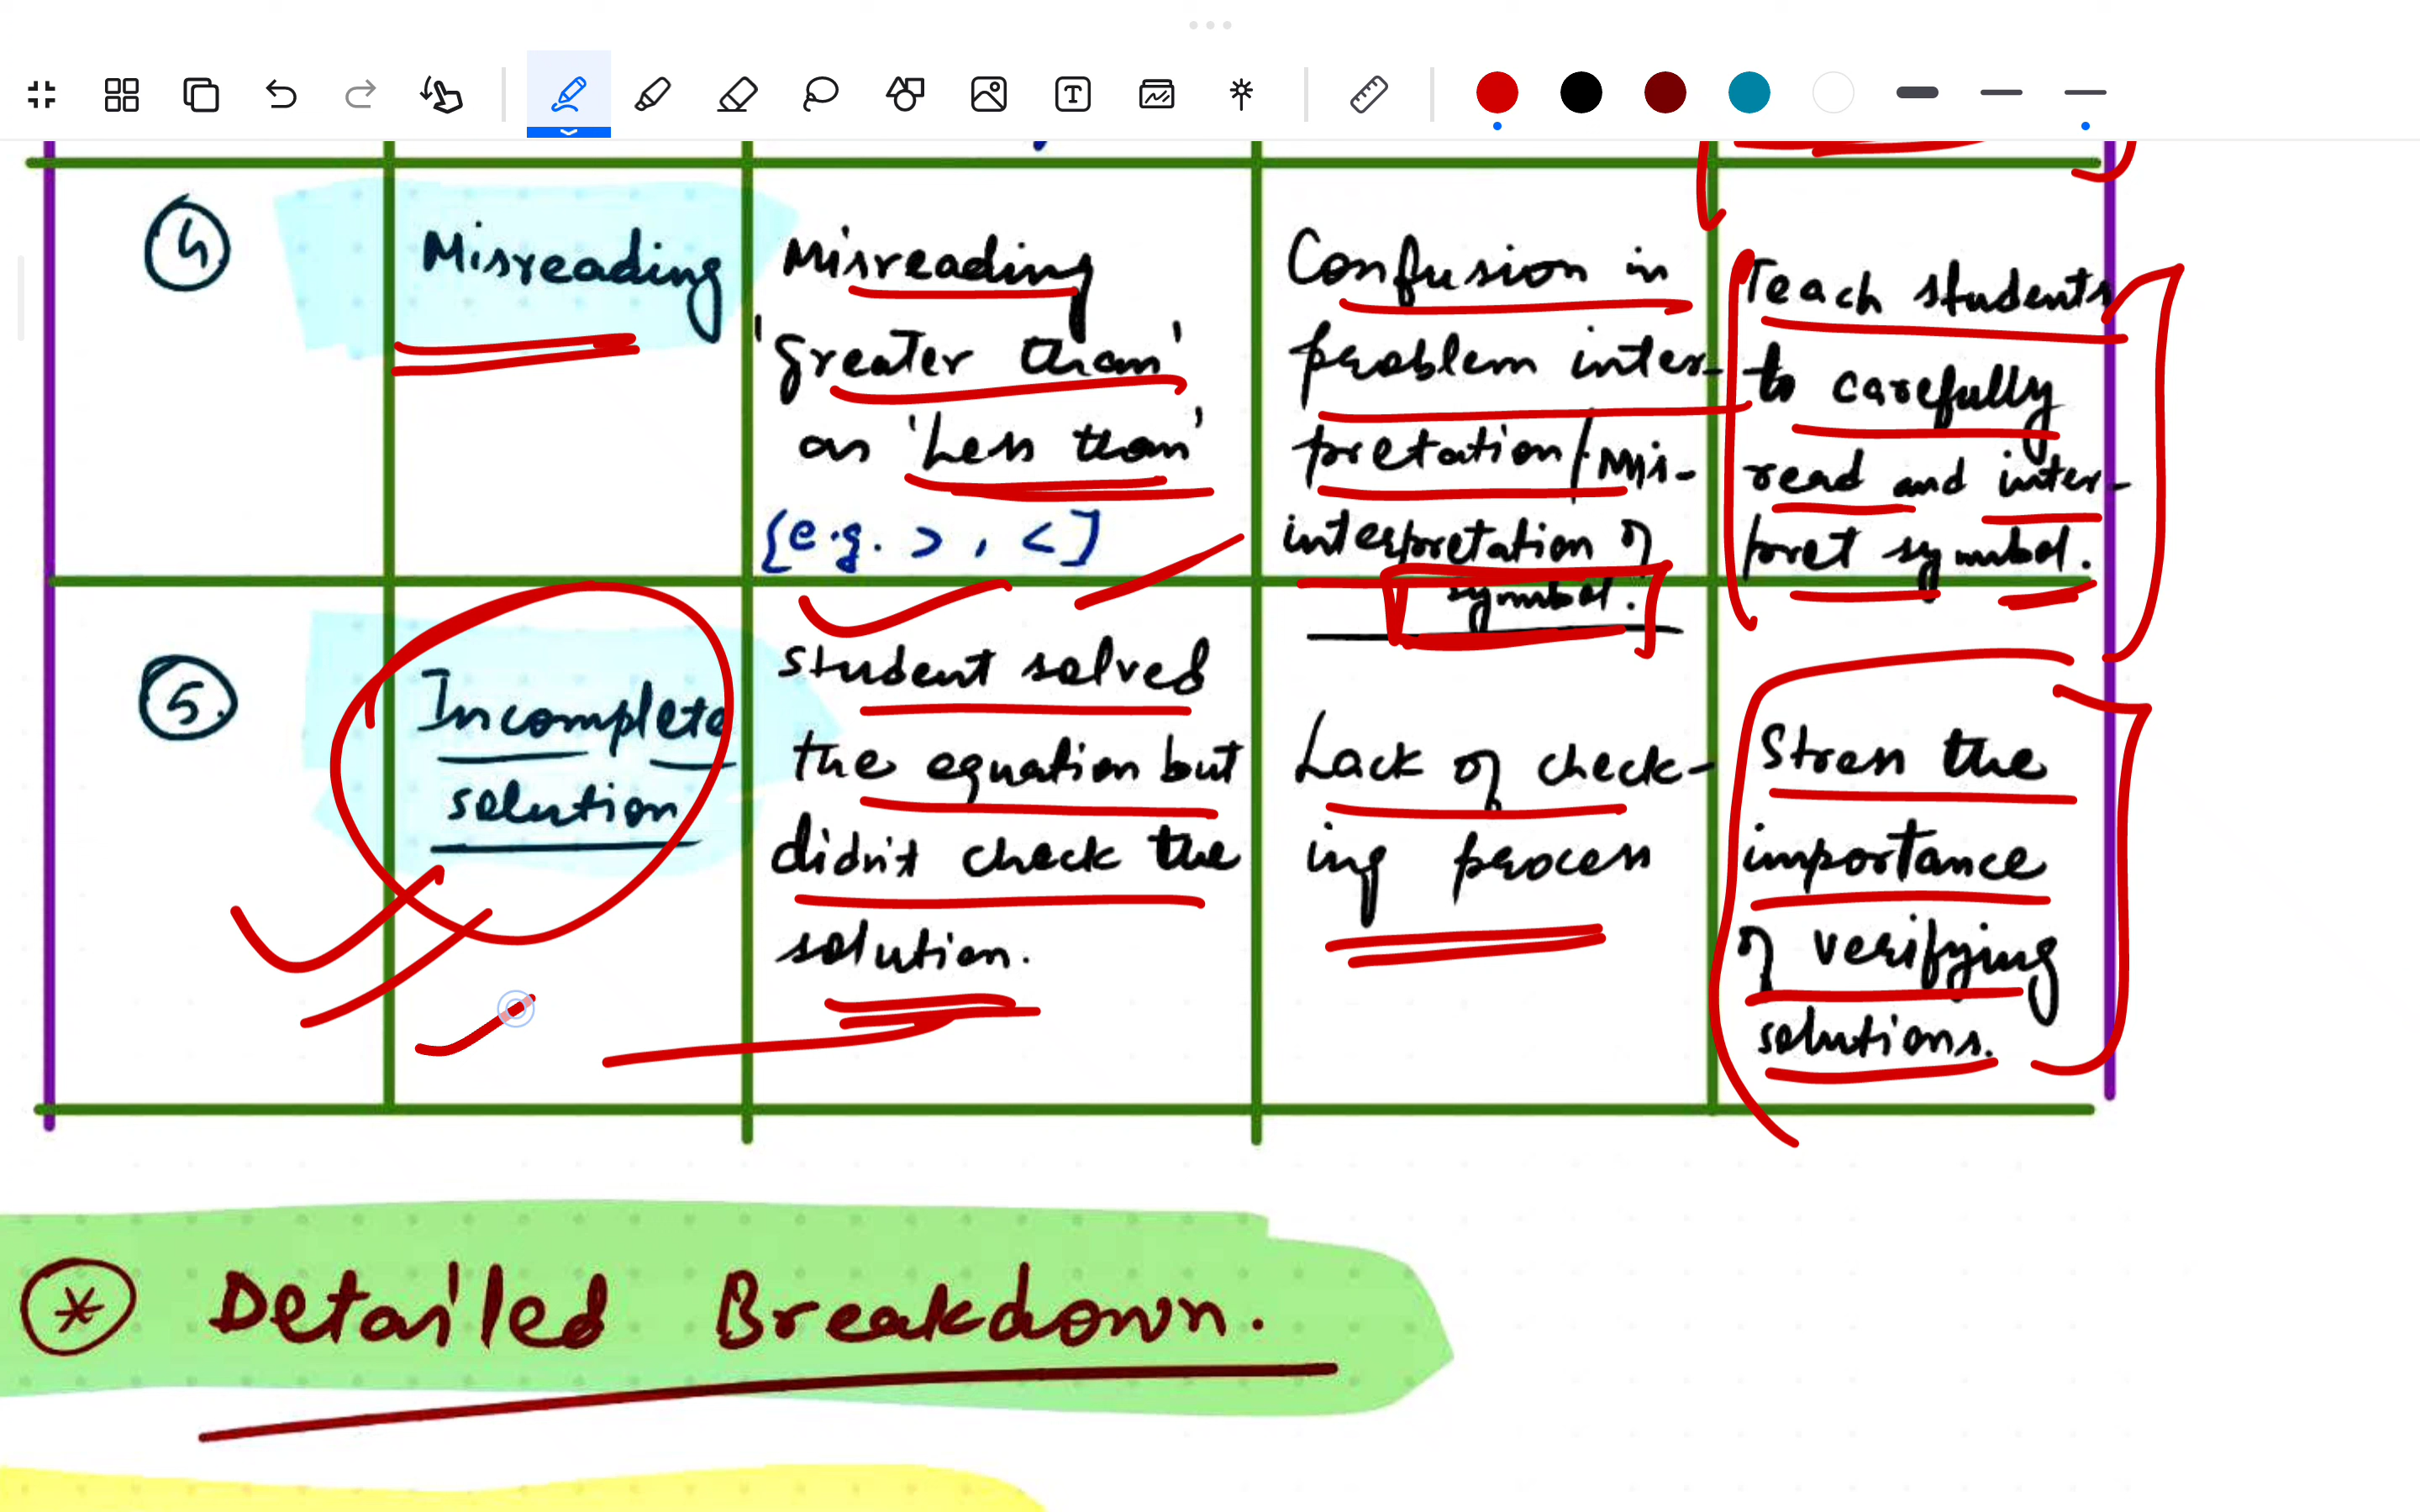 4
Misreading
Misreading
'Greater than'
as 'Less than'
[e.g. >, <]
Confusion in
problem inter-
pretation/Mis-
interpretation of
symbol.
Teach students
to carefully
read and inter-
pret symbol.
5.
Incomplete
solution
Student solved
the equation but
didn't check the
solution.
Lack of check-
ing process
Stress the
importance
of verifying
solutions.
* Detailed Breakdown.